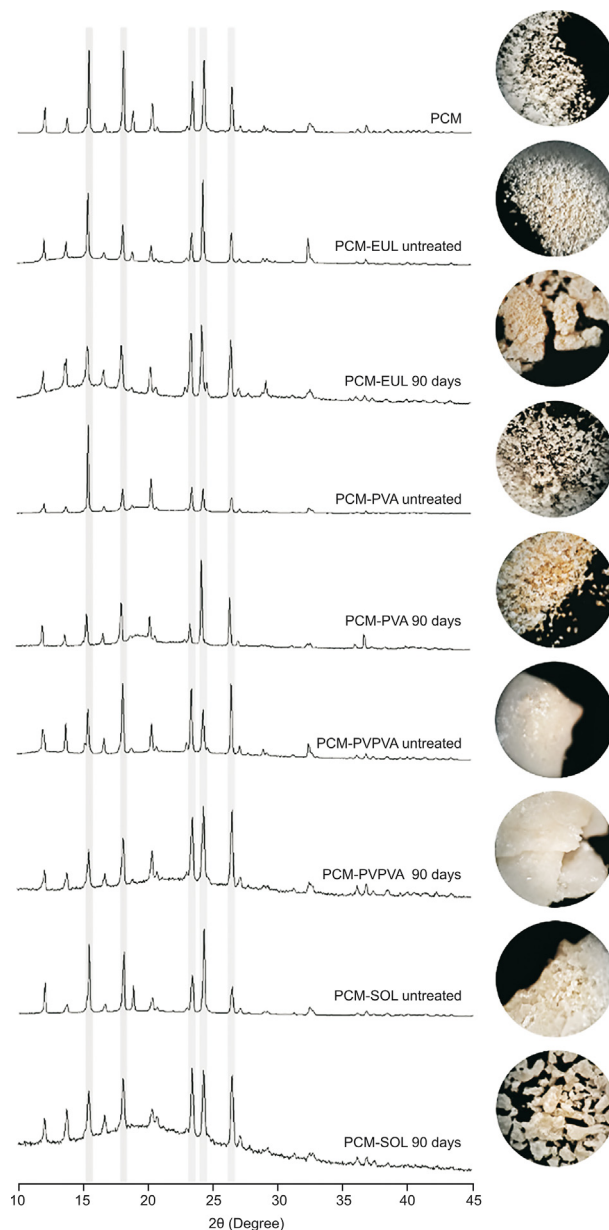 PCM
PCM-EUL untreated
PCM-EUL 90 days
PCM-PVA untreated
PCM-PVA 90 days
PCM-PVPVA untreated
PCM-PVPVA 90 days
PCM-SOL untreated
PCM-SOL 90 days
10 15 20 25 30 35 40 45
2θ (Degree)